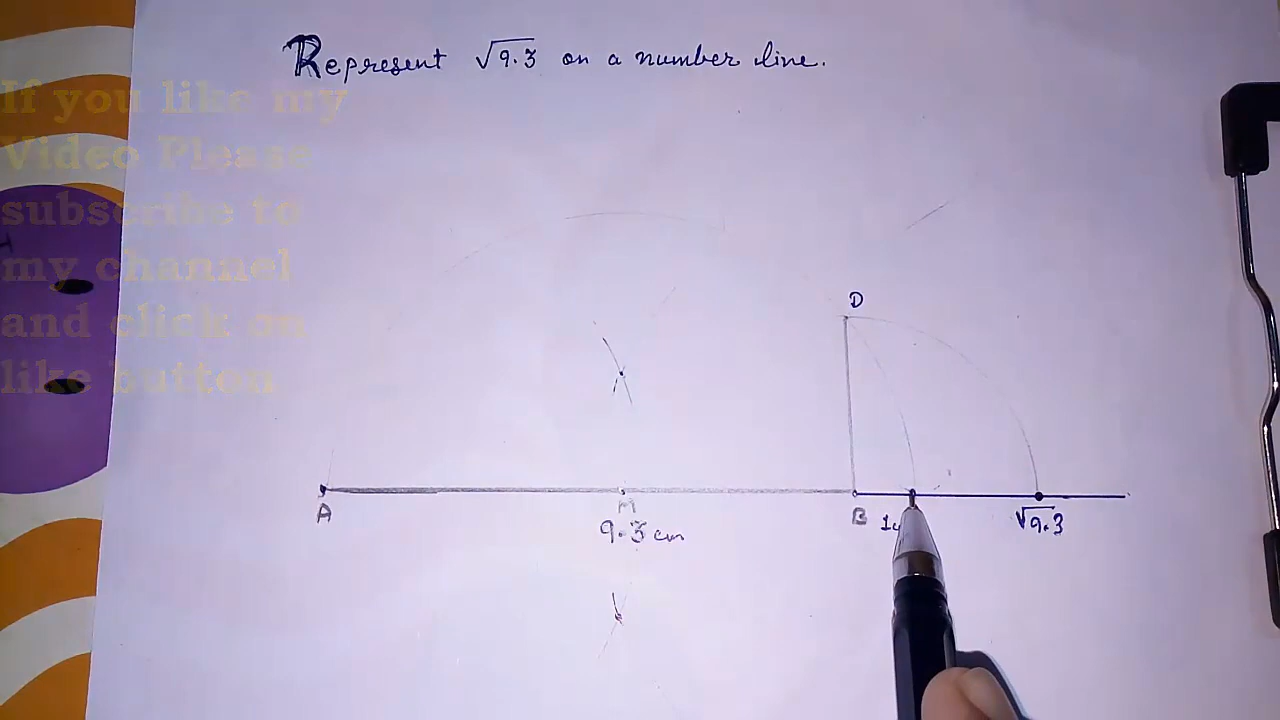 Represent √9.3 on a number line.
If you like my
Video Please
subscribe to
my channel
and click on
like button
D
A
M
B
√9.3
9.3 cm